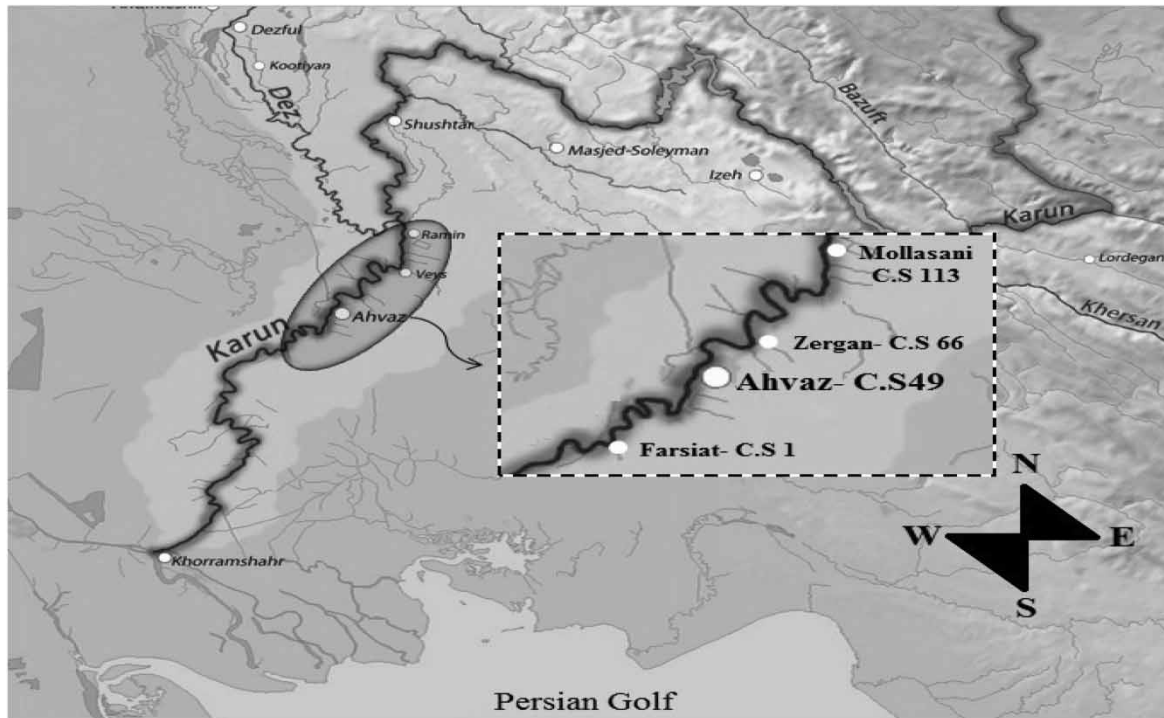 Andimeshk
Dezful
Kootiyan
Dez
Shushtar
Masjed-Soleyman
Izeh
Bazuft
Karun
Lordegan
Khersan
Ramin
Veys
Ahvaz
Karun
Mollasani
C.S 113
Zergan- C.S 66
Ahvaz- C.S49
Farsiat- C.S 1
Khorramshahr
N
W
E
S
Persian Golf